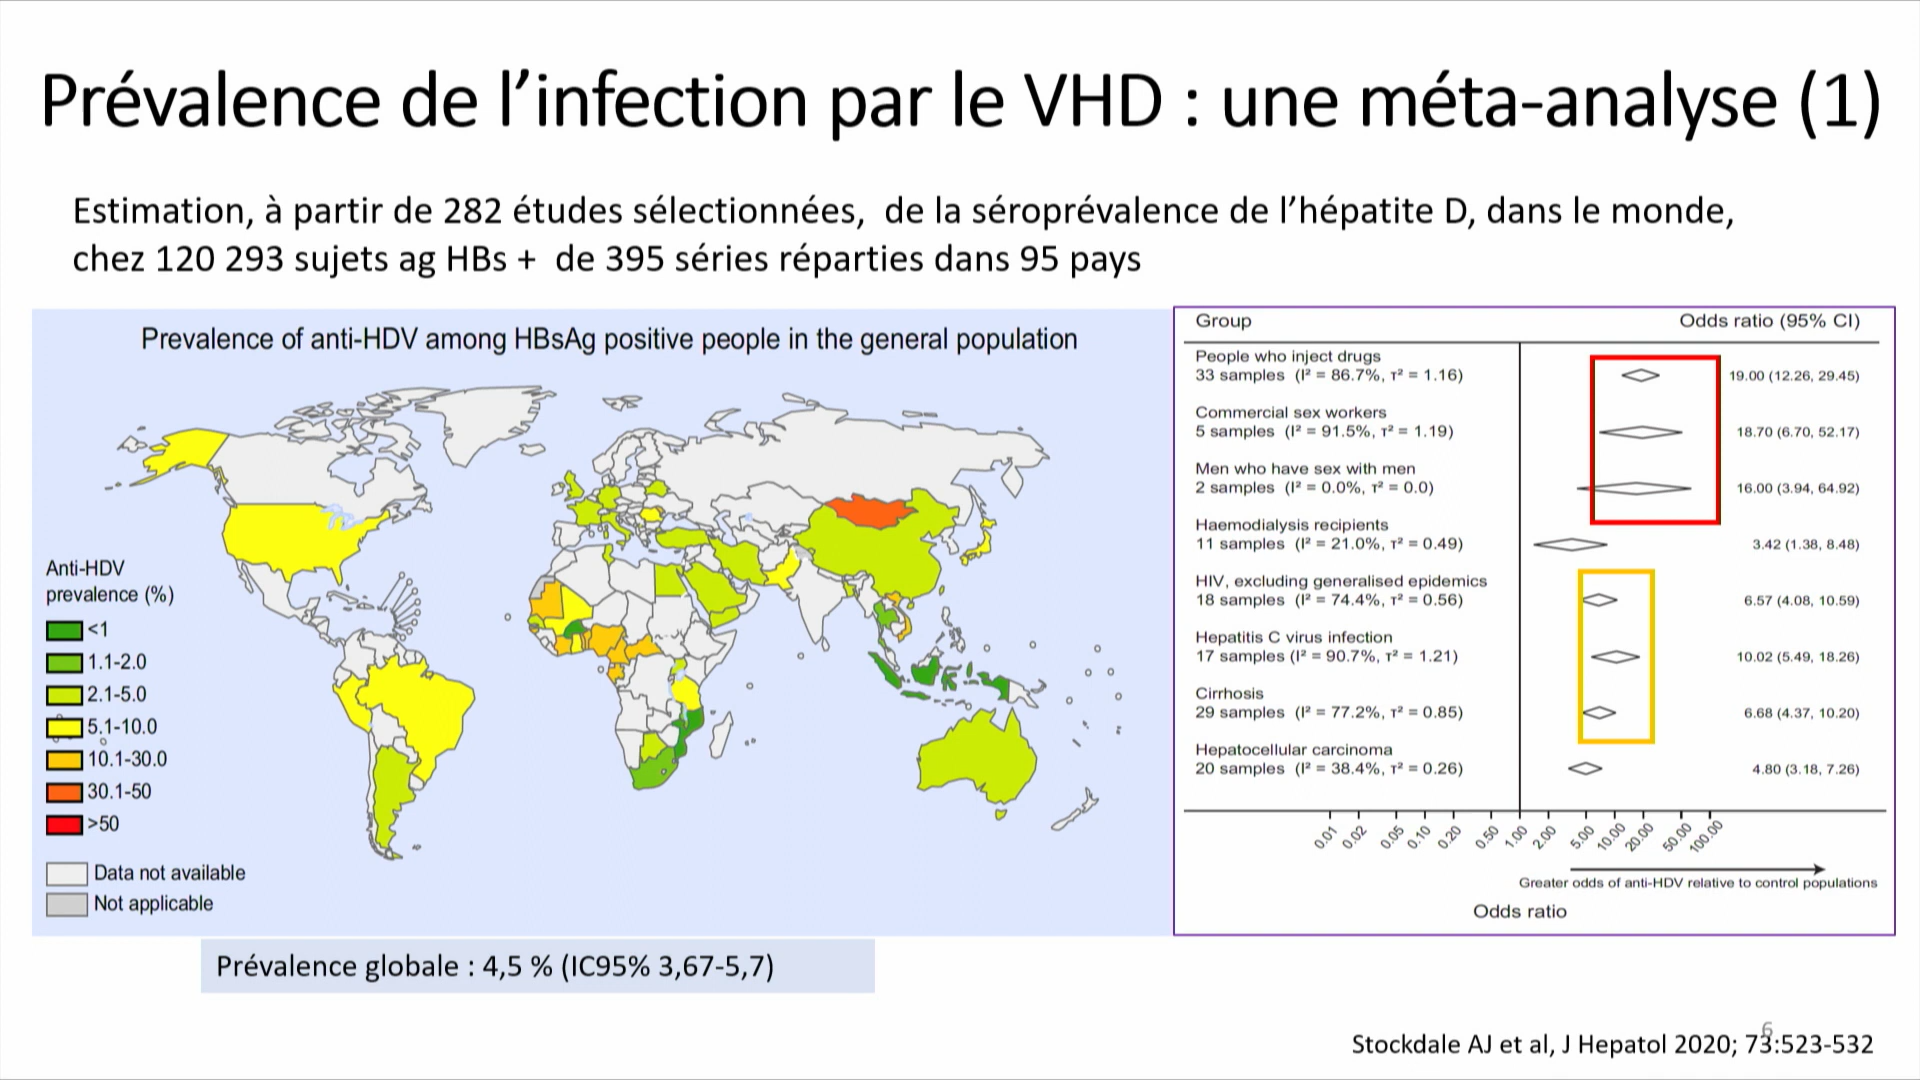 Prévalence de l’infection par le VHD : une méta-analyse (1)
Estimation, à partir de 282 études sélectionnées,  de la séroprévalence de l’hépatite D, dans le monde,
chez 120 293 sujets ag HBs +  de 395 séries réparties dans 95 pays
Prevalence of anti-HDV among HBsAg positive people in the general population
Anti-HDV
prevalence (%)
<1
1.1-2.0
2.1-5.0
5.1-10.0
10.1-30.0
30.1-50
>50
Data not available
Not applicable
Group Odds ratio (95% CI)
People who inject drugs
33 samples  (I² = 86.7%, τ² = 1.16) 19.00 (12.26, 29.45)
Commercial sex workers
5 samples  (I² = 91.5%, τ² = 1.19) 18.70 (6.70, 52.17)
Men who have sex with men
2 samples  (I² = 0.0%, τ² = 0.0) 16.00 (3.94, 64.92)
Haemodialysis recipients
11 samples  (I² = 21.0%, τ² = 0.49) 3.42 (1.38, 8.48)
HIV, excluding generalised epidemics
18 samples  (I² = 74.4%, τ² = 0.56) 6.57 (4.08, 10.59)
Hepatitis C virus infection
17 samples (I² = 90.7%, τ² = 1.21) 10.02 (5.49, 18.26)
Cirrhosis
29 samples  (I² = 77.2%, τ² = 0.85) 6.68 (4.37, 10.20)
Hepatocellular carcinoma
20 samples  (I² = 38.4%, τ² = 0.26) 4.80 (3.18, 7.26)
0.01 0.02 0.05 0.10 0.20 0.50 1.00 2.00 5.00 10.00 20.00 50.00 100.00
Greater odds of anti-HDV relative to control populations
Odds ratio
Prévalence globale : 4,5 % (IC95% 3,67-5,7)
6
Stockdale AJ et al, J Hepatol 2020; 73:523-532